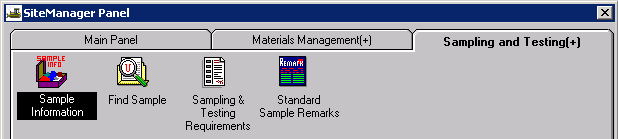 SiteManager Panel
Main Panel
Materials Management(+)
Sampling and Testing(+)
SAMPLE
INFO
REMARK
Sample
Information
Find Sample
Sampling &
Testing
Requirements
Standard
Sample Remarks